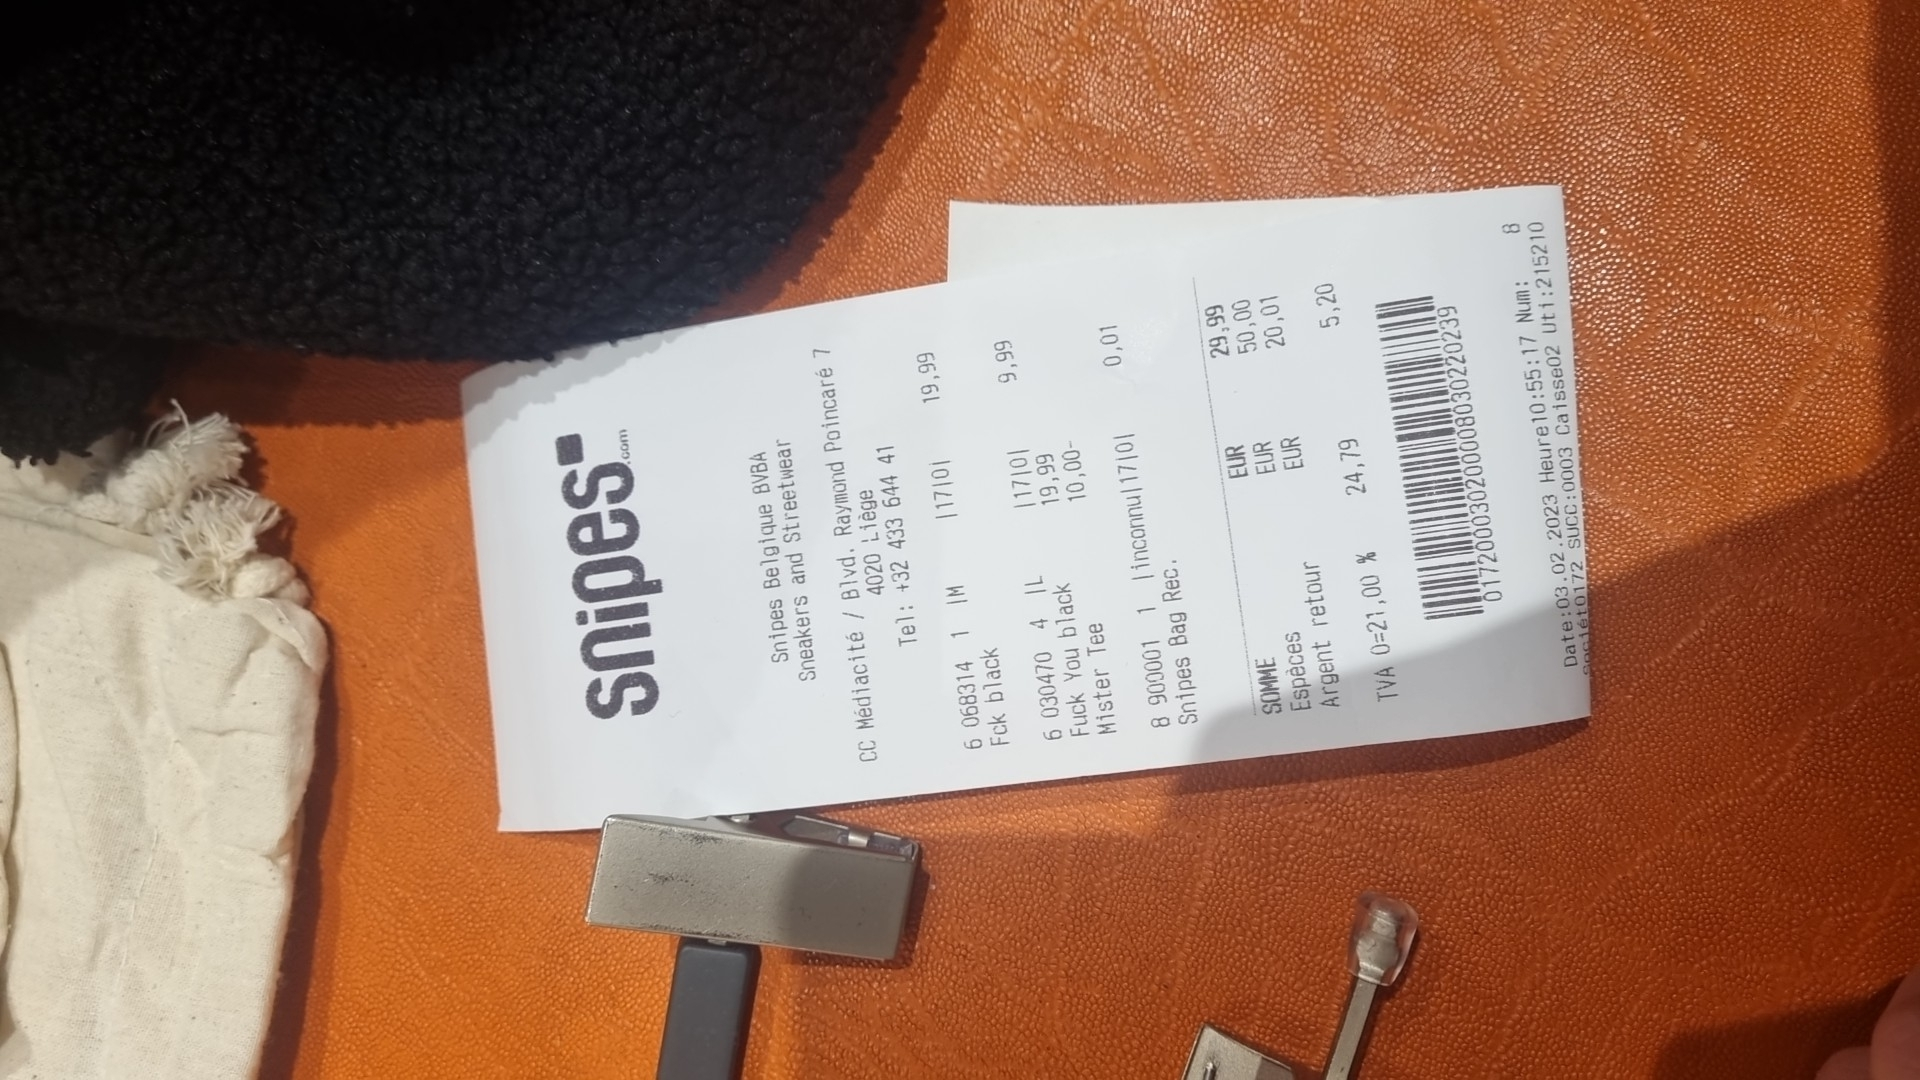 snipes
.com
Snipes Belgique BVBA
Sneakers and Streetwear
CC Médiacité / Blvd. Raymond Poincaré 7
4020 Liège
Tel: +32 433 644 41
6 068314 1 |M |17|0| 19,99
Fck black
6 030470 4 |L |17|0| 9,99
Fuck You black 19,99
Mister Tee 10,00-
8 900001 1 |inconnu|17|0| 0,01
Snipes Bag Rec.
SOMME EUR 29,99
Espèces EUR 50,00
Argent retour EUR 20,01
TVA 0=21,00 % 24,79 5,20
01720003020000080302220239
Date:03.02.2023 Heure10:55:17 Num: 8
Sociét0172 SUCC:0003 Caisse02 Uti:215210